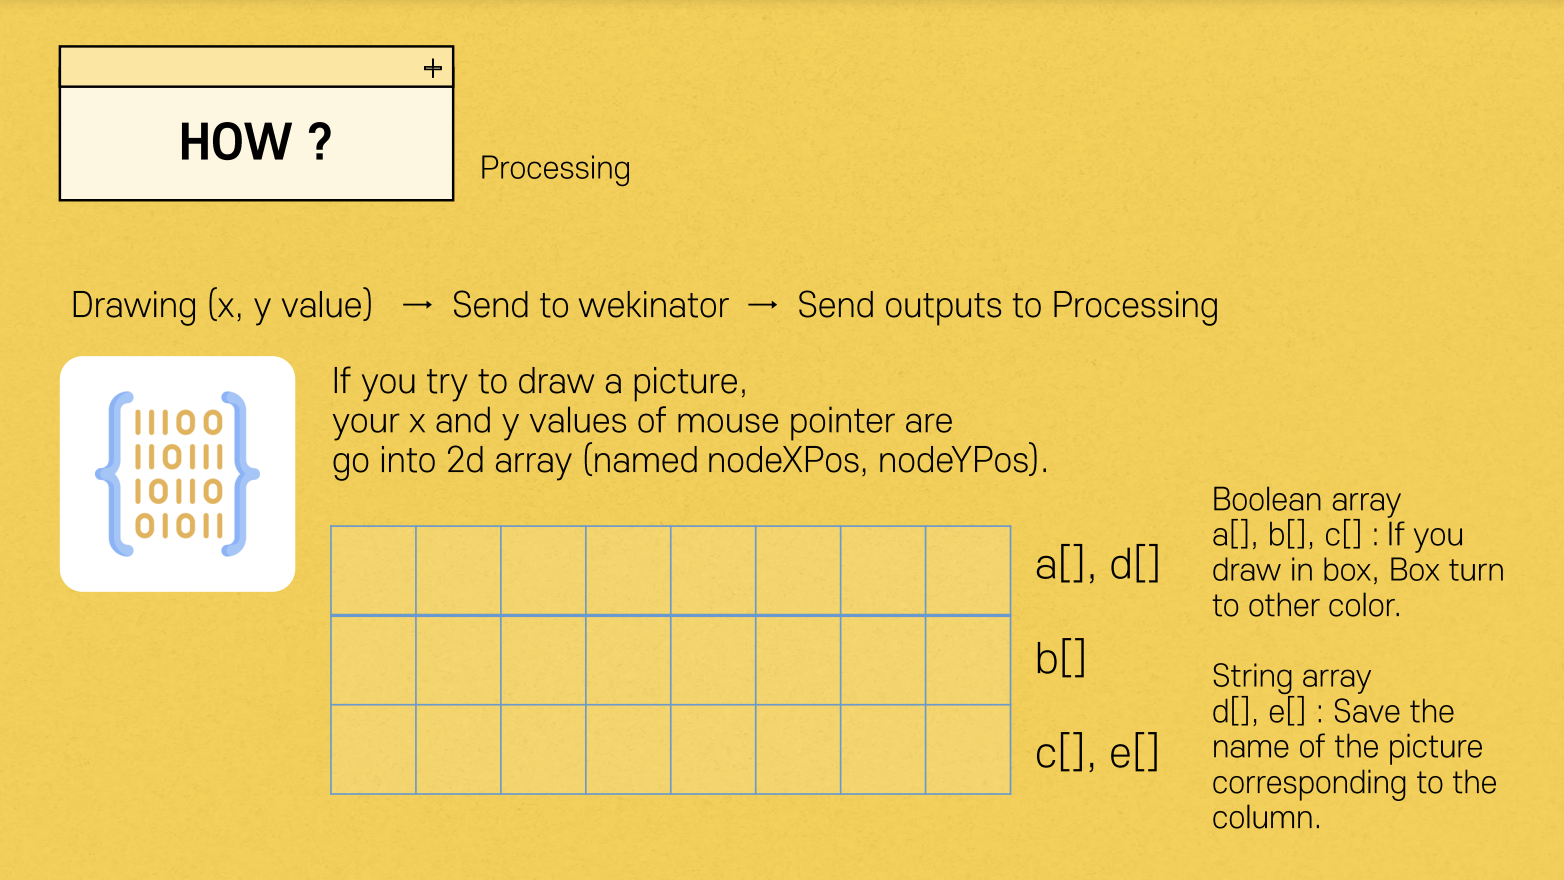 HOW ?
Processing
Drawing (x, y value) → Send to wekinator → Send outputs to Processing
If you try to draw a picture,
your x and y values of mouse pointer are
go into 2d array (named nodeXPos, nodeYPos).
11100
110111
10110
01011
a[], d[]
b[]
c[], e[]
Boolean array
a[], b[], c[] : If you
draw in box, Box turn
to other color.
String array
d[], e[] : Save the
name of the picture
corresponding to the
column.